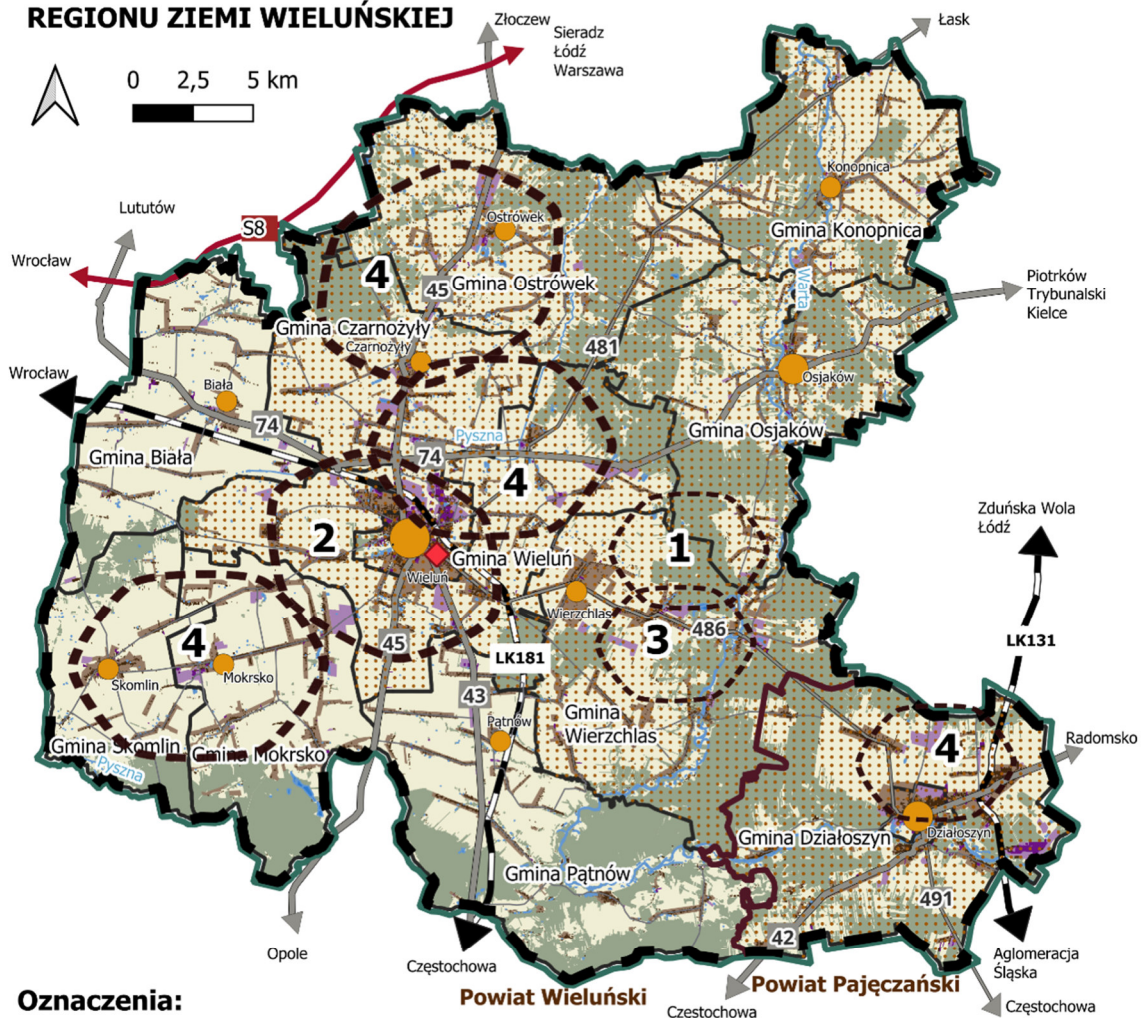 REGIONU ZIEMI WIELUŃSKIEJ
0 2,5 5 km
Złoczew
Sieradz
Łódź
Warszawa
Łask
Lututów
S8
Wrocław
Konopnica
Gmina Konopnica
Ostrówek
4
45
Gmina Ostrówek
Warta
Piotrków
Trybunalski
Kielce
Gmina Czarnożyły
Czarnożyły
481
Wrocław
Biała
Osjaków
74
Gmina Osjaków
Pyszna
74
Gmina Biała
4
Zduńska Wola
Łódź
2
1
Gmina Wieluń
Wieluń
Wierzchlas
486
3
4
45
LK181
LK131
Skomlin
Mokrsko
43
Gmina
Wierzchlas
Pątnów
Gmina Skomlin
Gmina Mokrsko
Pyszna
4
Radomsko
Gmina Działoszyn
Działoszyn
Gmina Pątnów
491
42
Opole
Częstochowa
Aglomeracja
Śląska
Powiat Wieluński
Powiat Pajęczański
Częstochowa
Częstochowa
Oznaczenia: